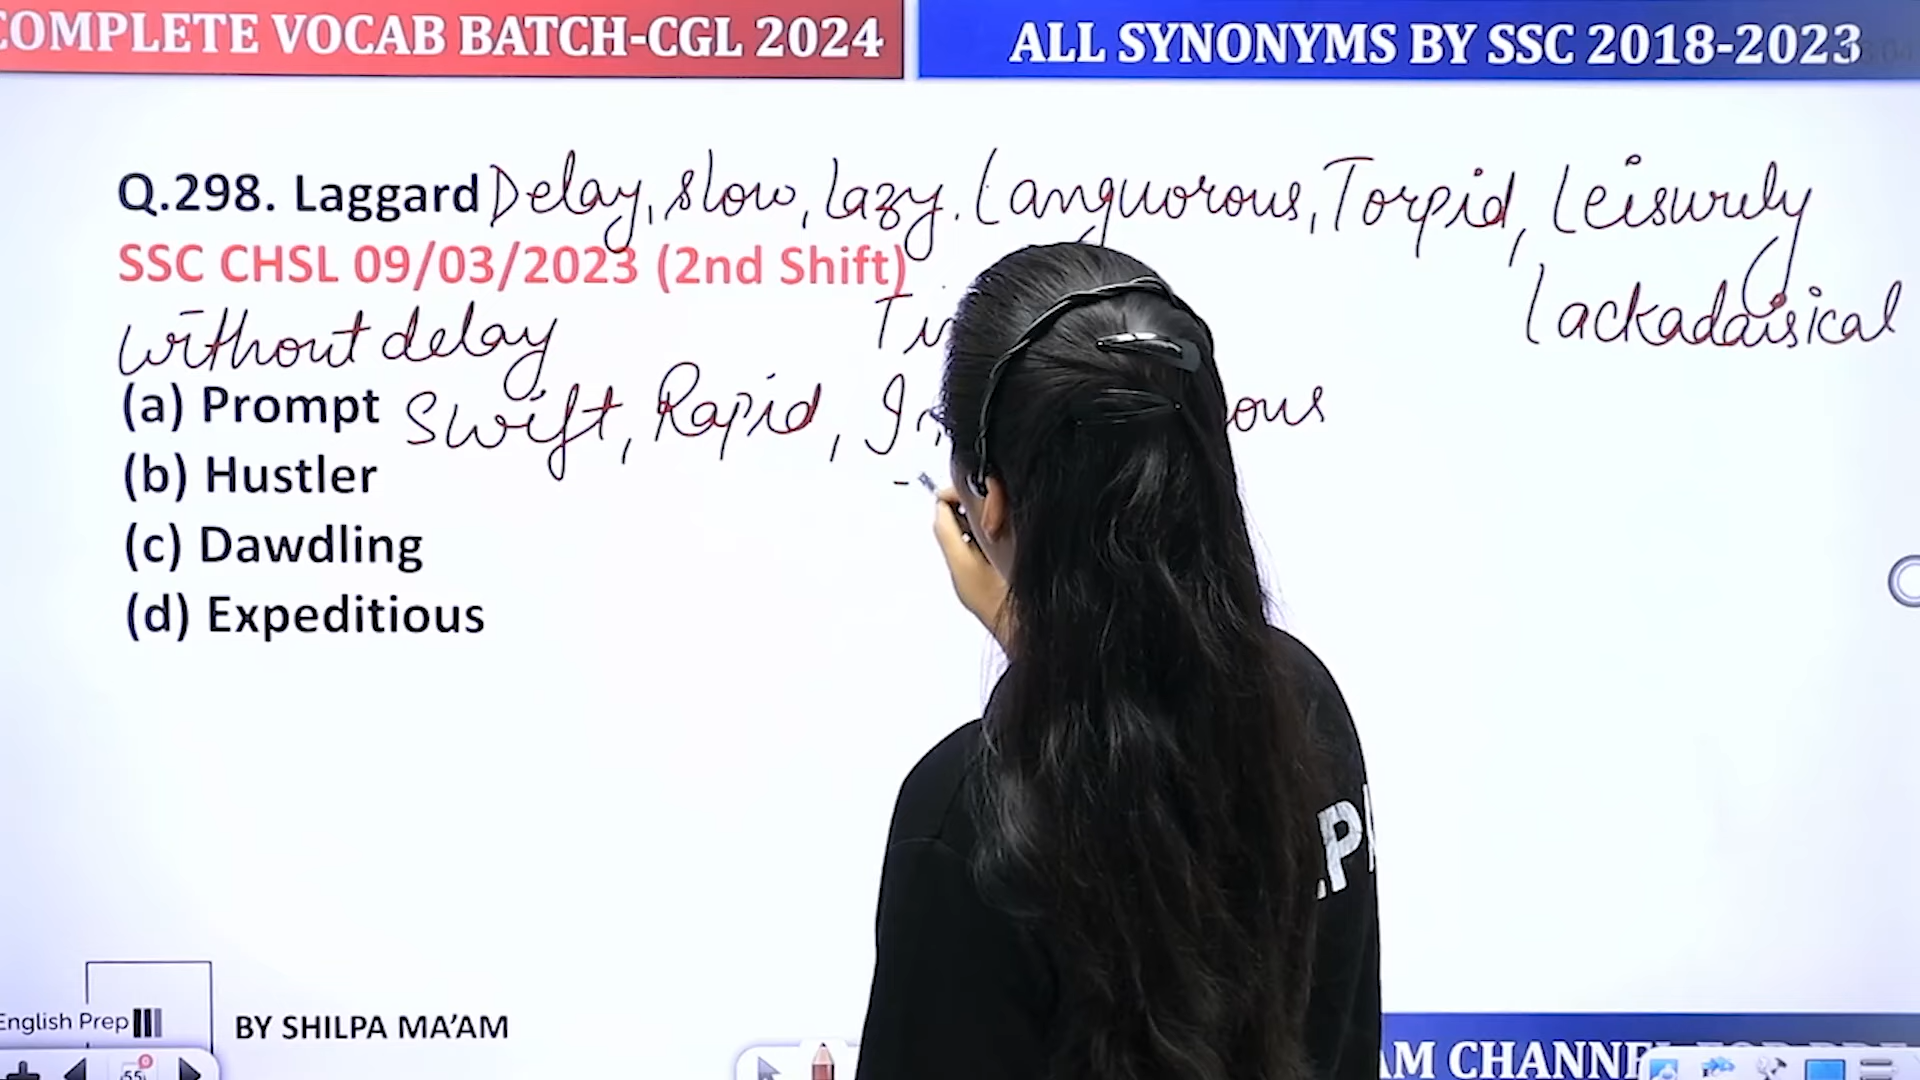 COMPLETE VOCAB BATCH-CGL 2024
ALL SYNONYMS BY SSC 2018-2023
Q.298. Laggard Delay, slow, Lazy. Languorous, Torpid, Leisurely
SSC CHSL 09/03/2023 (2nd Shift)
Lackadaisical
without delay
(a) Prompt Swift, Rapid,
(b) Hustler
(c) Dawdling
(d) Expeditious
English Prep
BY SHILPA MA'AM
55